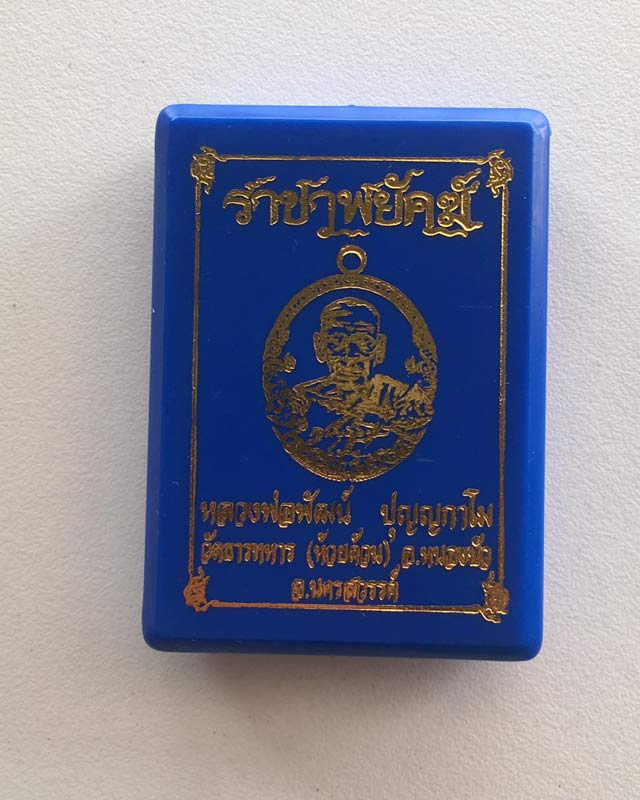 ราชาพยัคฆ์
หลวงพ่อพัฒน์ ปุญญกาโม
วัดธารทหาร (ห้วยด้วน) อ.หนองบัว
จ.นครสวรรค์